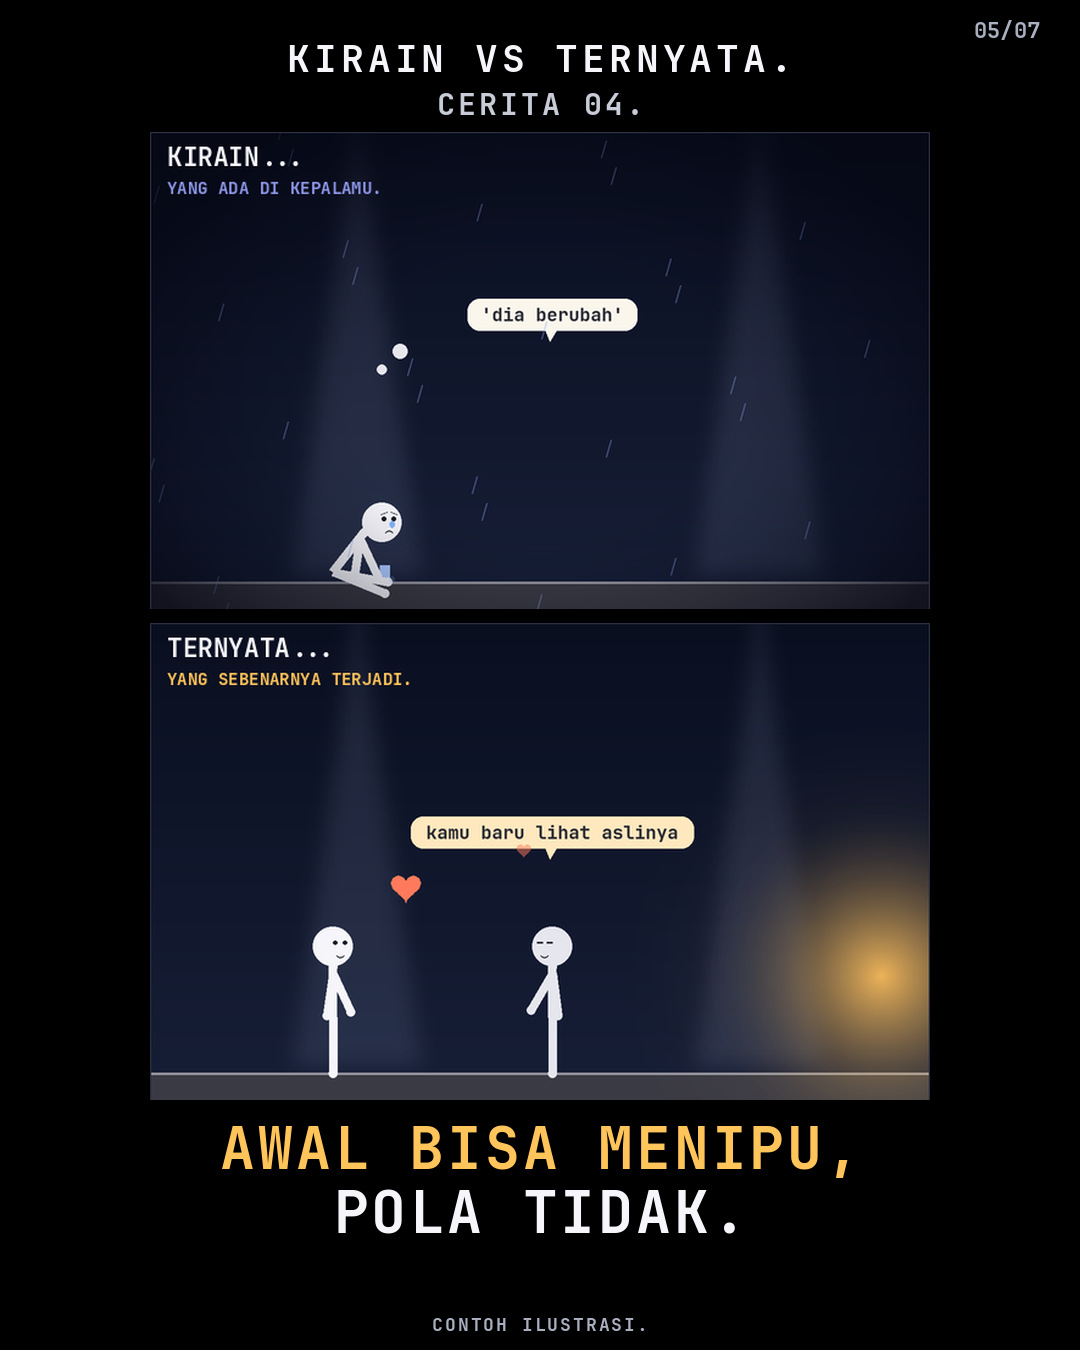 05/07
KIRAIN VS TERNYATA.
CERITA 04.
KIRAIN...
YANG ADA DI KEPALAMU.
'dia berubah'
TERNYATA...
YANG SEBENARNYA TERJADI.
kamu baru lihat aslinya
AWAL BISA MENIPU,
POLA TIDAK.
CONTOH ILUSTRASI.